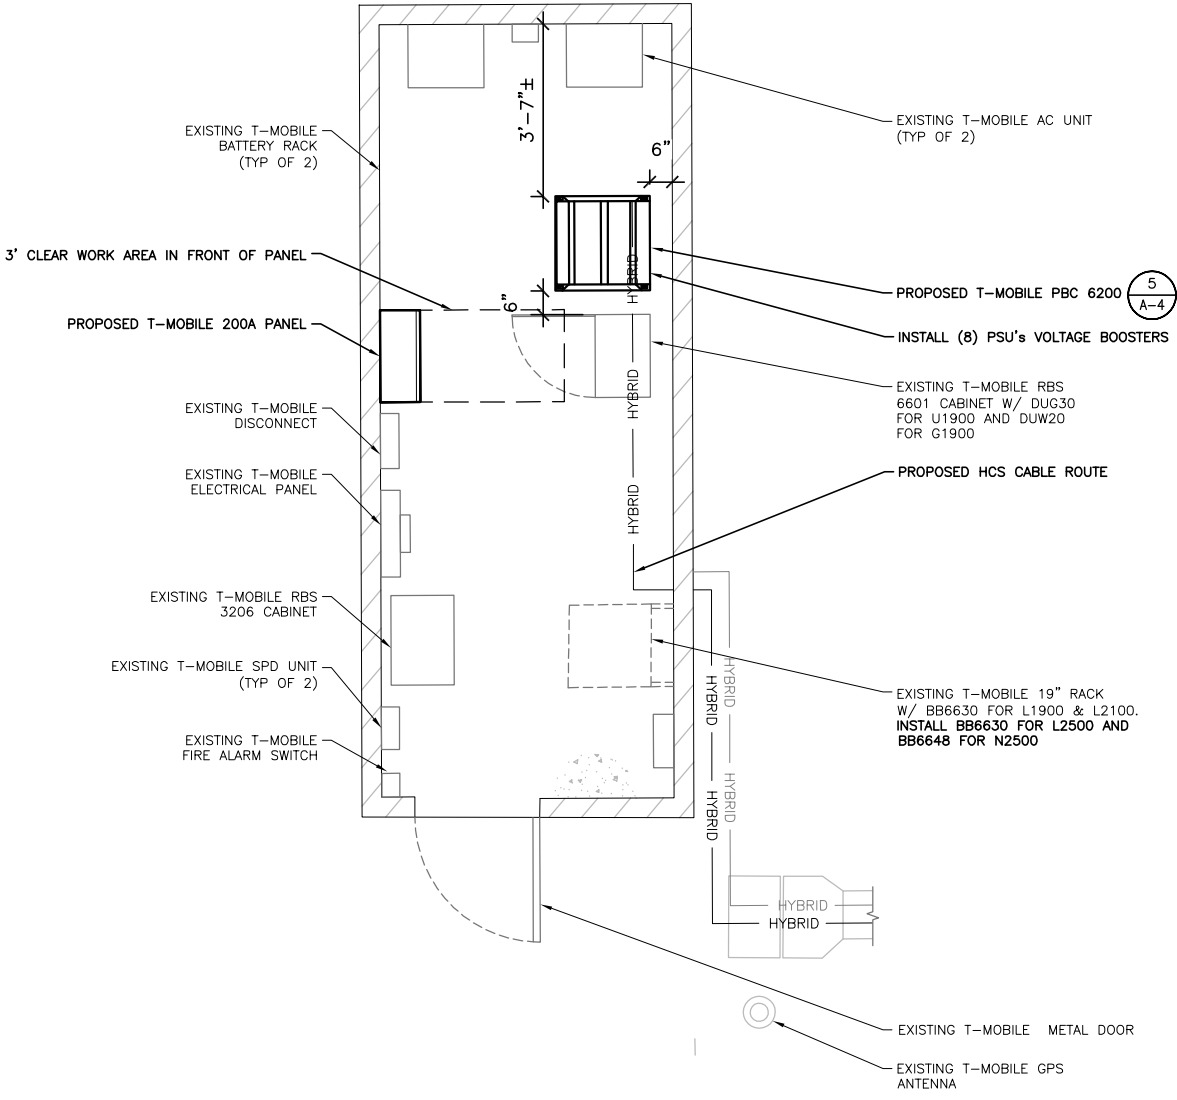 3'-7"±
6"
EXISTING T-MOBILE
BATTERY RACK
(TYP OF 2)
EXISTING T-MOBILE AC UNIT
(TYP OF 2)
3' CLEAR WORK AREA IN FRONT OF PANEL
PROPOSED T-MOBILE 200A PANEL
6"
HYBRID
PROPOSED T-MOBILE PBC 6200
5
A-4
INSTALL (8) PSU's VOLTAGE BOOSTERS
EXISTING T-MOBILE RBS
6601 CABINET W/ DUG30
FOR U1900 AND DUW20
FOR G1900
HYBRID
EXISTING T-MOBILE
DISCONNECT
EXISTING T-MOBILE
ELECTRICAL PANEL
HYBRID
PROPOSED HCS CABLE ROUTE
EXISTING T-MOBILE RBS
3206 CABINET
EXISTING T-MOBILE SPD UNIT
(TYP OF 2)
EXISTING T-MOBILE
FIRE ALARM SWITCH
HYBRID
HYBRID
HYBRID
HYBRID
EXISTING T-MOBILE 19" RACK
W/ BB6630 FOR L1900 & L2100.
INSTALL BB6630 FOR L2500 AND
BB6648 FOR N2500
HYBRID
HYBRID
EXISTING T-MOBILE METAL DOOR
EXISTING T-MOBILE GPS
ANTENNA